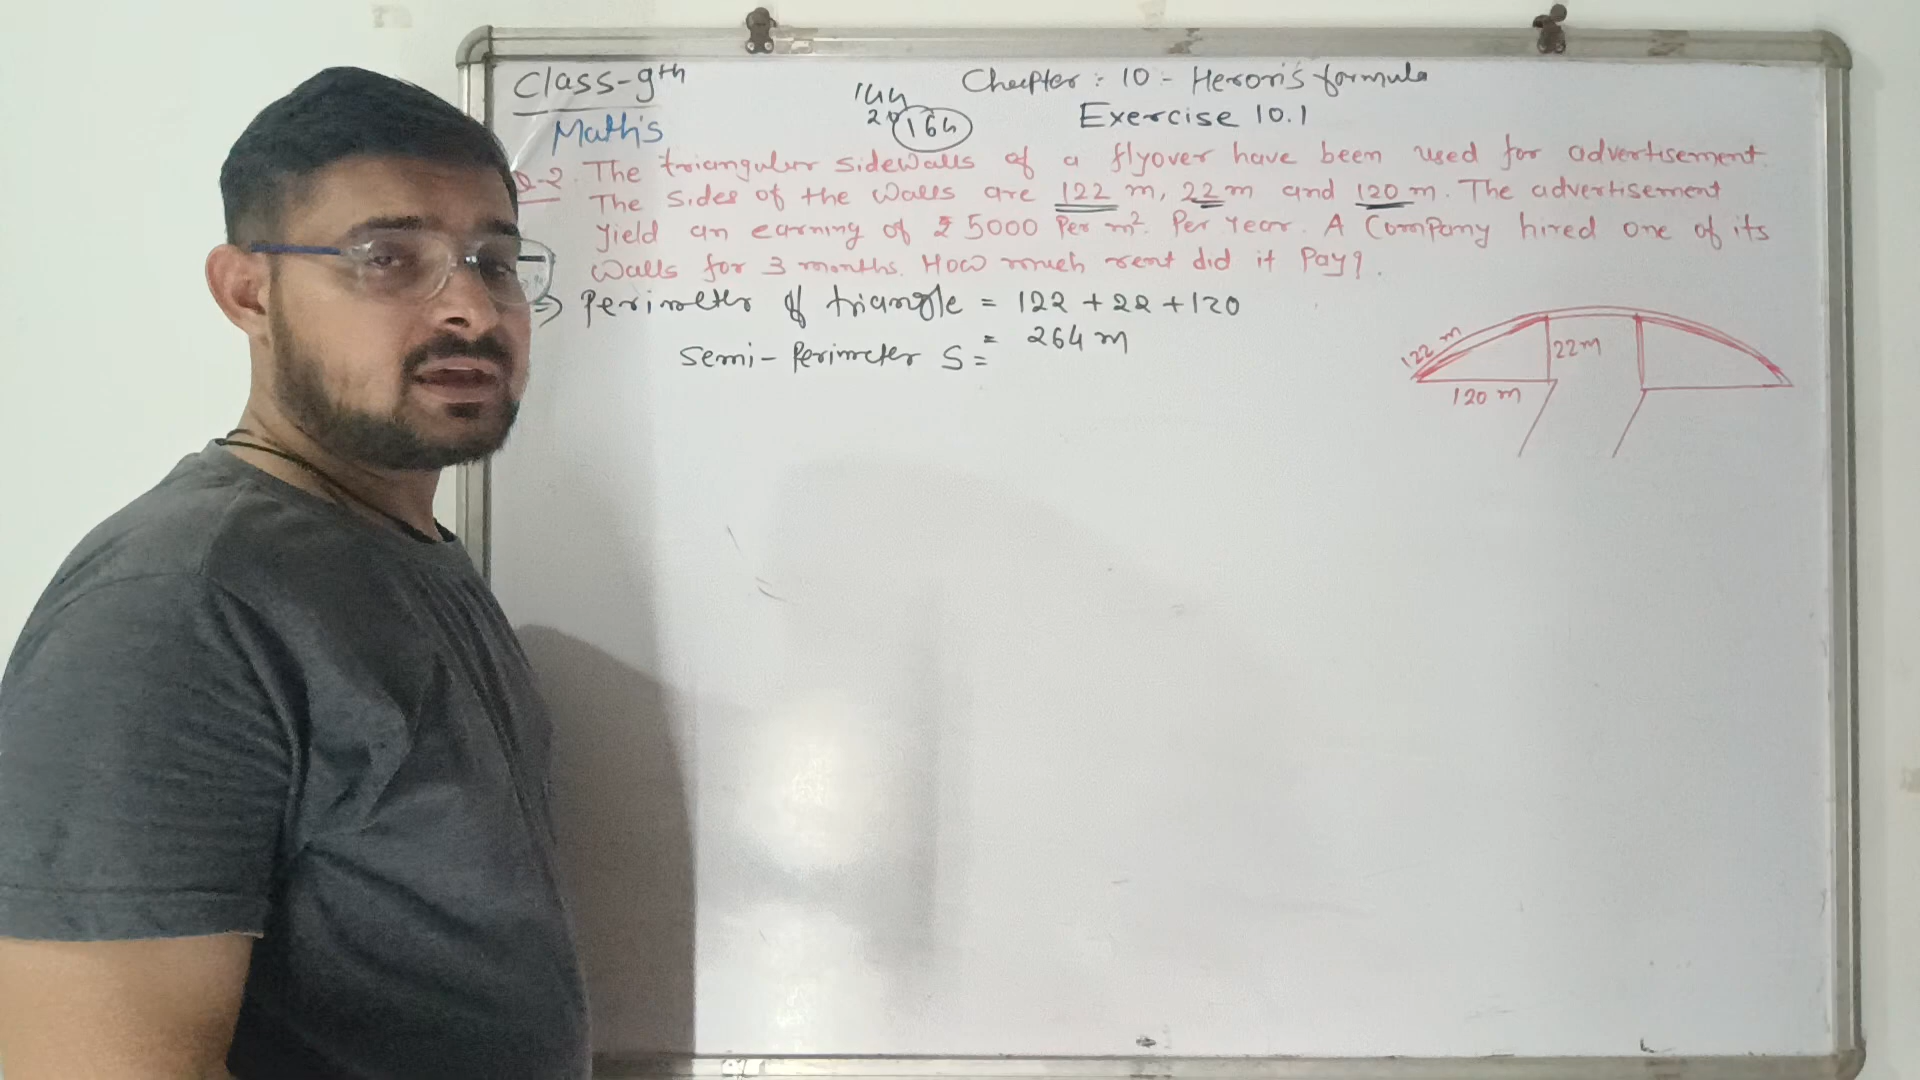 Class-9th
Maths
144
20
164
Chapter : 10 - Heron's formula
Exercise 10.1
Q-2. The triangular sidewalls of a flyover have been used for advertisement.
The sides of the walls are 122 m, 22 m and 120 m. The advertisement
yield an earning of ₹ 5000 Per m². Per Year. A Company hired one of its
walls for 3 months. How much rent did it Pay?.
⇒ Perimeter of triangle = 122 + 22 + 120
= 264 m
Semi-Perimeter S =
122 m
22m
120 m